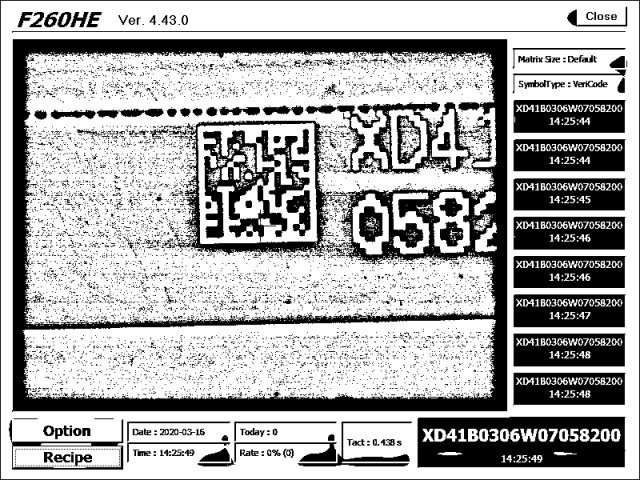 F260HE Ver. 4.43.0 Close
Matrix Size : Default
SymbolType : VeriCode
XD41B0306W07058200
14:25:44
XD41B0306W07058200
14:25:44
XD41B0306W07058200
14:25:45
XD41B0306W07058200
14:25:46
XD41B0306W07058200
14:25:46
XD41B0306W07058200
14:25:47
XD41B0306W07058200
14:25:48
XD41B0306W07058200
14:25:48
XD41
0582
Option
Recipe
Date : 2020-03-16
Time : 14:25:49
Today : 0
Rate : 0% (0)
Tact : 0.438 s
XD41B0306W07058200
14:25:49